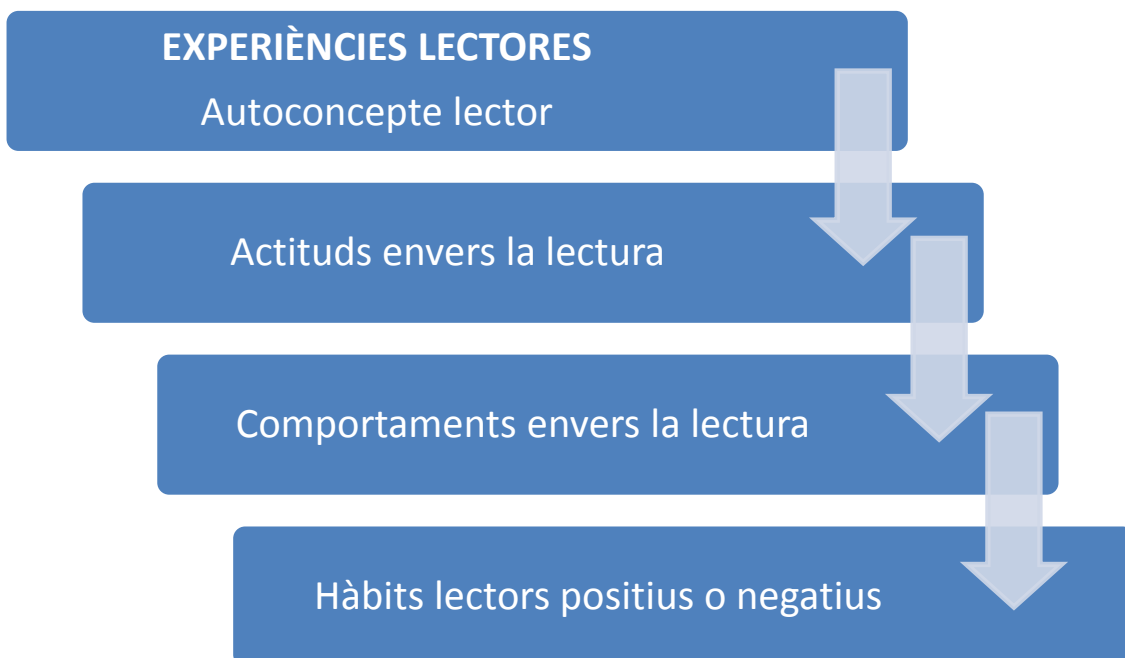 EXPERIÈNCIES LECTORES
Autoconcepte lector
Actituds envers la lectura
Comportaments envers la lectura
Hàbits lectors positius o negatius